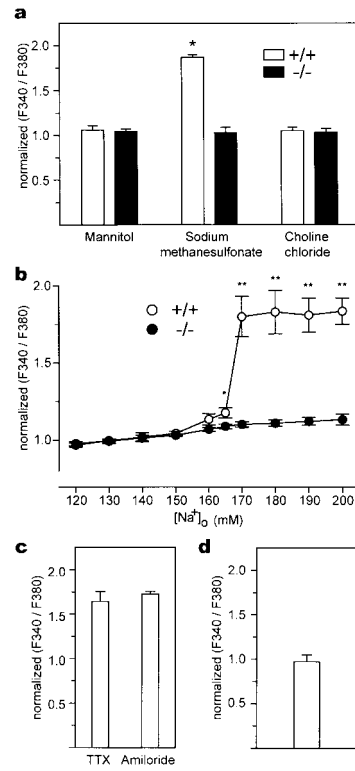 a
normalized (F340 / F380)
2.0
1.5
1.0
0.5
*
+/+
-/-
Mannitol
Sodium methanesulfonate
Choline chloride
b
normalized (F340 / F380)
2.0
1.5
1.0
+/+
-/-
*
** ** ** **
120 130 140 150 160 170 180 190 200
[Na+]o (mM)
c
normalized (F340 / F380)
2.0
1.5
1.0
0.5
TTX Amiloride
d
normalized (F340 / F380)
2.0
1.5
1.0
0.5